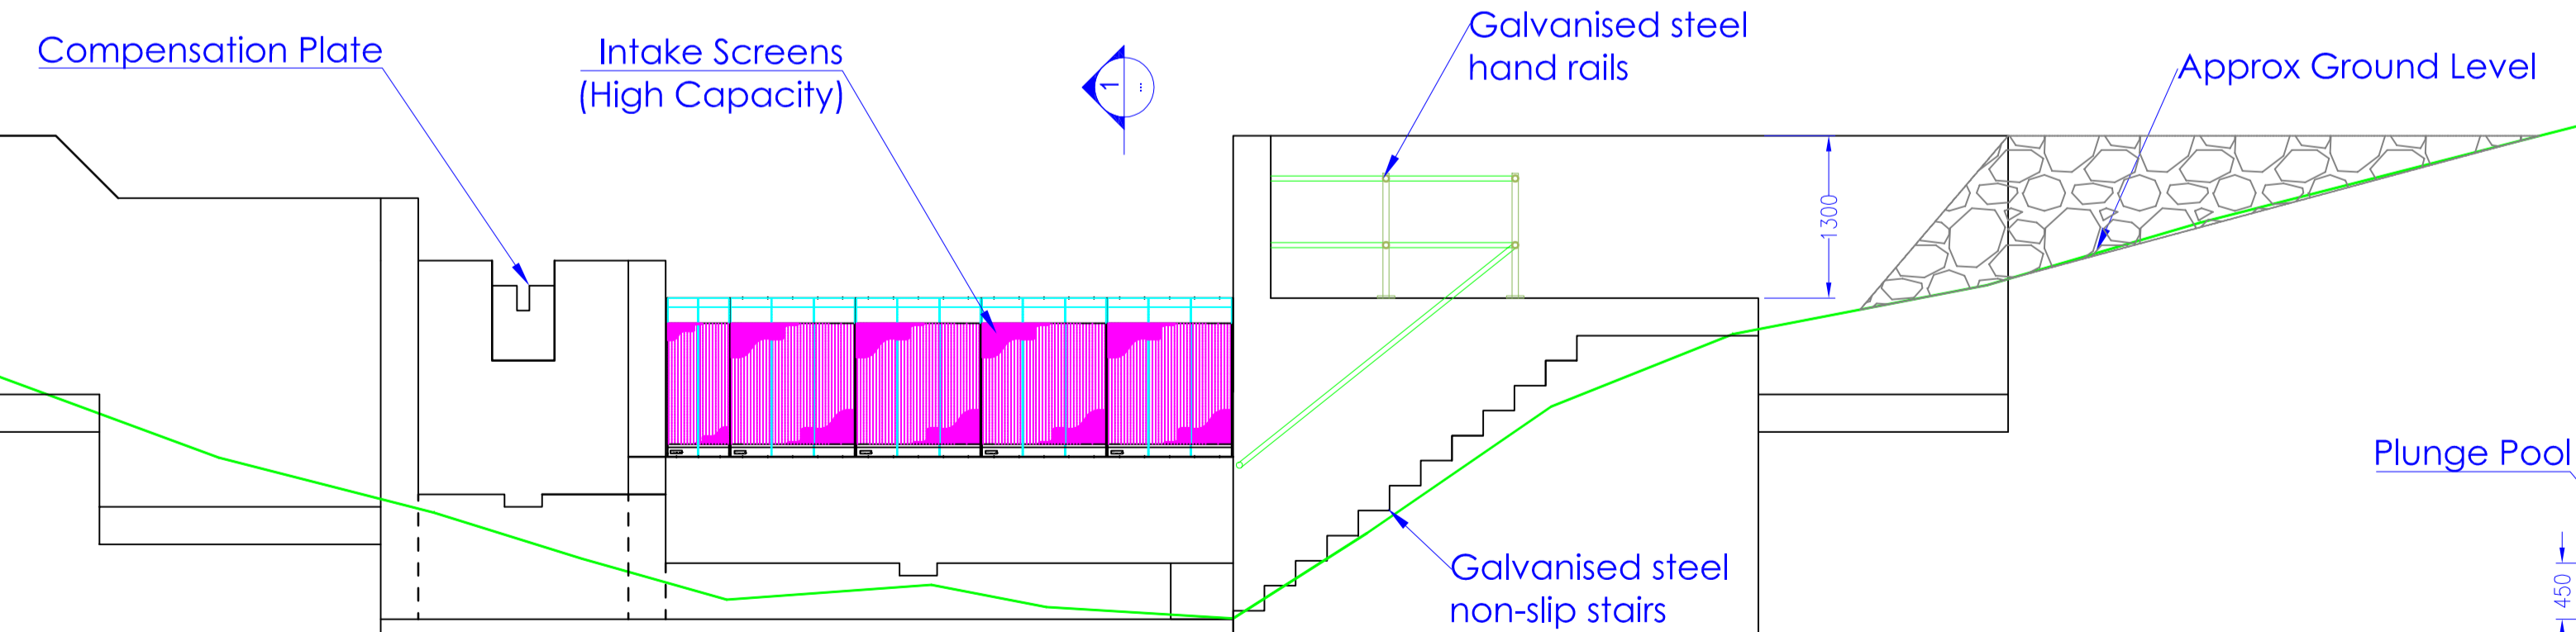 Compensation Plate
Intake Screens
(High Capacity)
1
...
Galvanised steel
hand rails
Approx Ground Level
1300
Plunge Pool
Galvanised steel
non-slip stairs
450